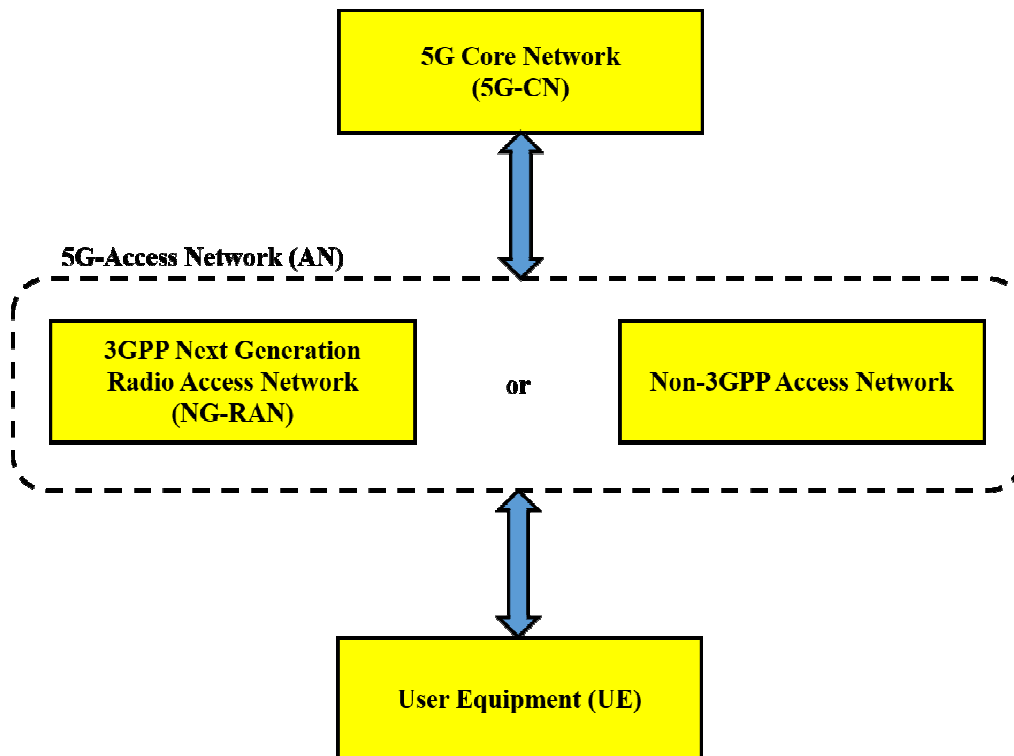 5G Core Network
(5G-CN)
5G-Access Network (AN)
3GPP Next Generation
Radio Access Network
(NG-RAN)
or
Non-3GPP Access Network
User Equipment (UE)